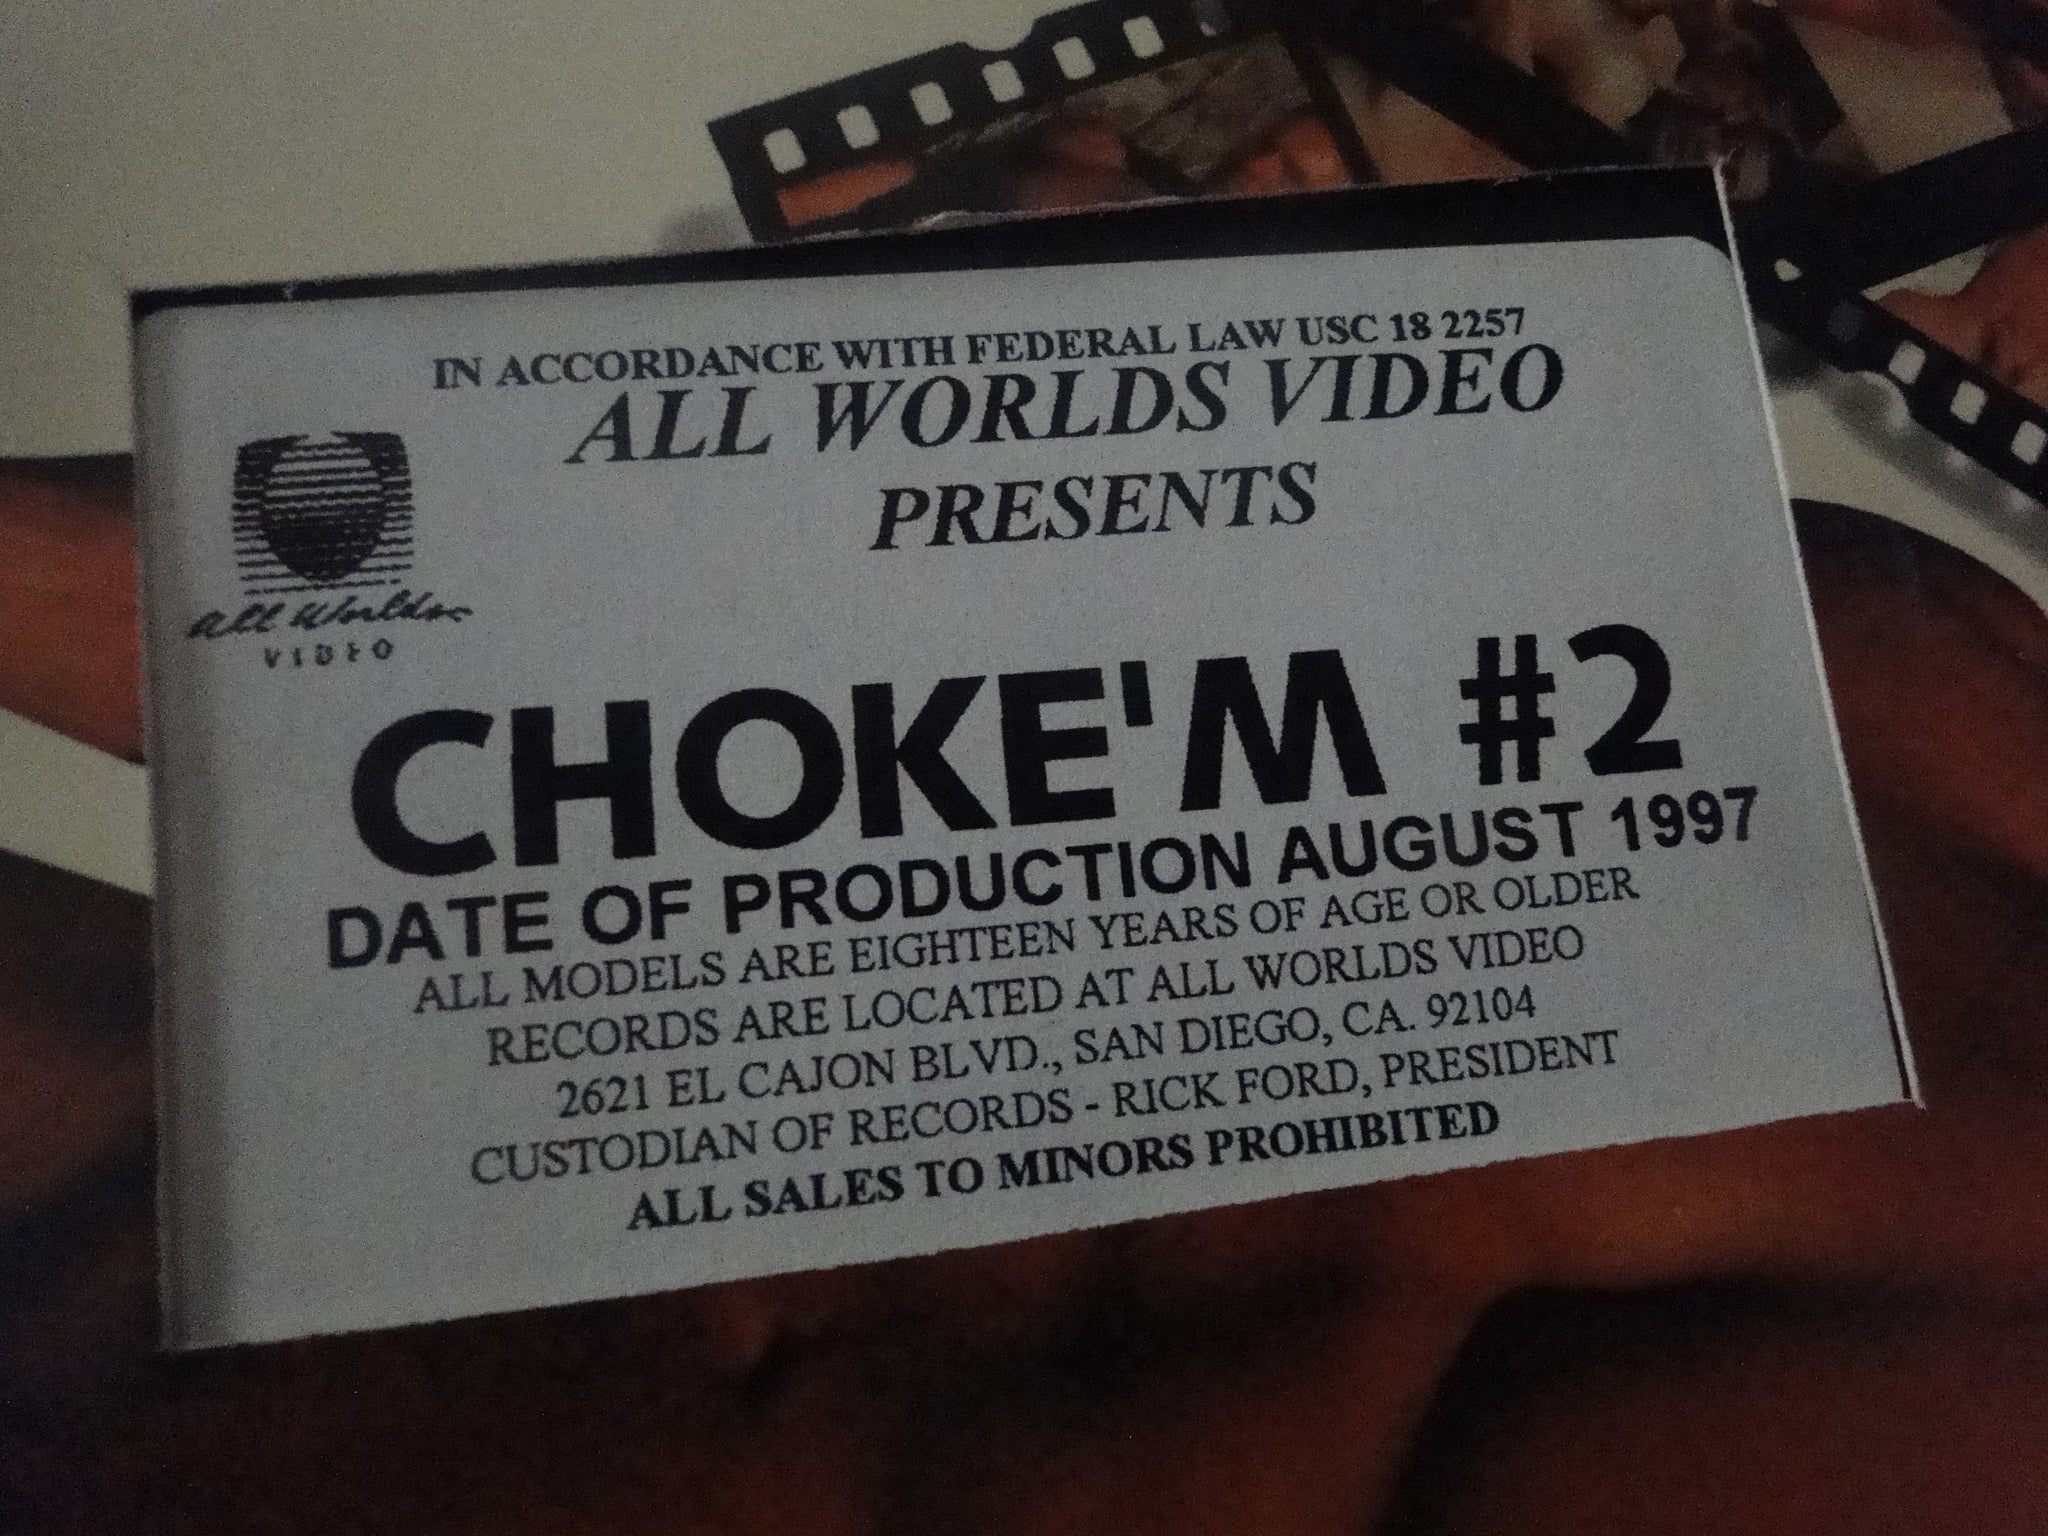 IN ACCORDANCE WITH FEDERAL LAW USC 18 2257
ALL WORLDS VIDEO
PRESENTS
All Worlds
VIDEO
CHOKE'M #2
DATE OF PRODUCTION AUGUST 1997
ALL MODELS ARE EIGHTEEN YEARS OF AGE OR OLDER
RECORDS ARE LOCATED AT ALL WORLDS VIDEO
2621 EL CAJON BLVD., SAN DIEGO, CA. 92104
CUSTODIAN OF RECORDS - RICK FORD, PRESIDENT
ALL SALES TO MINORS PROHIBITED